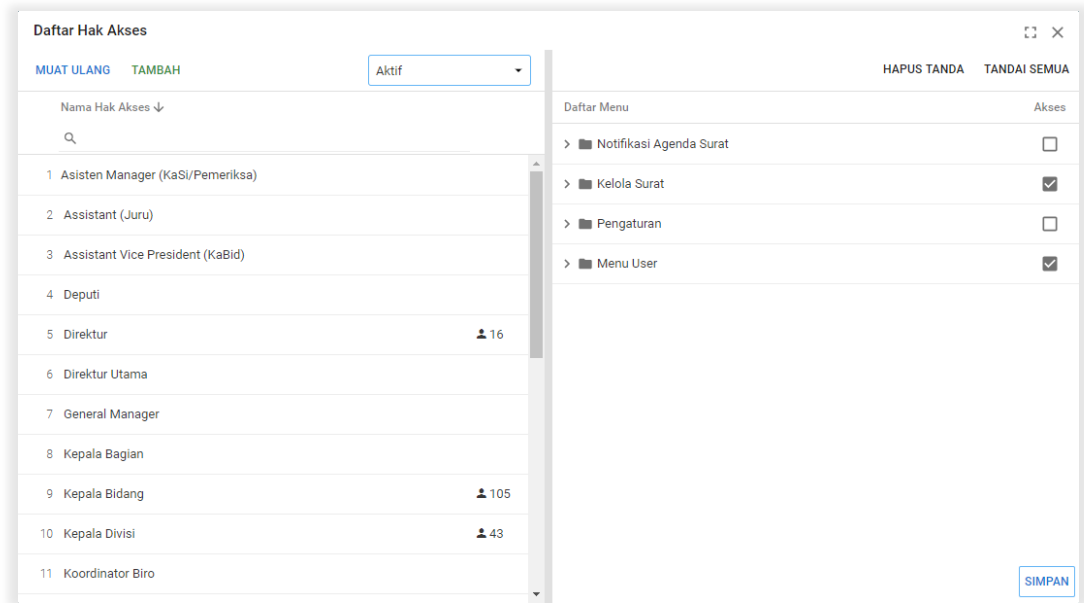 Daftar Hak Akses
MUAT ULANG TAMBAH Aktif
Nama Hak Akses
1 Asisten Manager (KaSi/Pemeriksa)
2 Assistant (Juru)
3 Assistant Vice President (KaBid)
4 Deputi
5 Direktur 16
6 Direktur Utama
7 General Manager
8 Kepala Bagian
9 Kepala Bidang 105
10 Kepala Divisi 43
11 Koordinator Biro
HAPUS TANDA TANDAI SEMUA
Daftar Menu Akses
Notifikasi Agenda Surat
Kelola Surat
Pengaturan
Menu User
SIMPAN